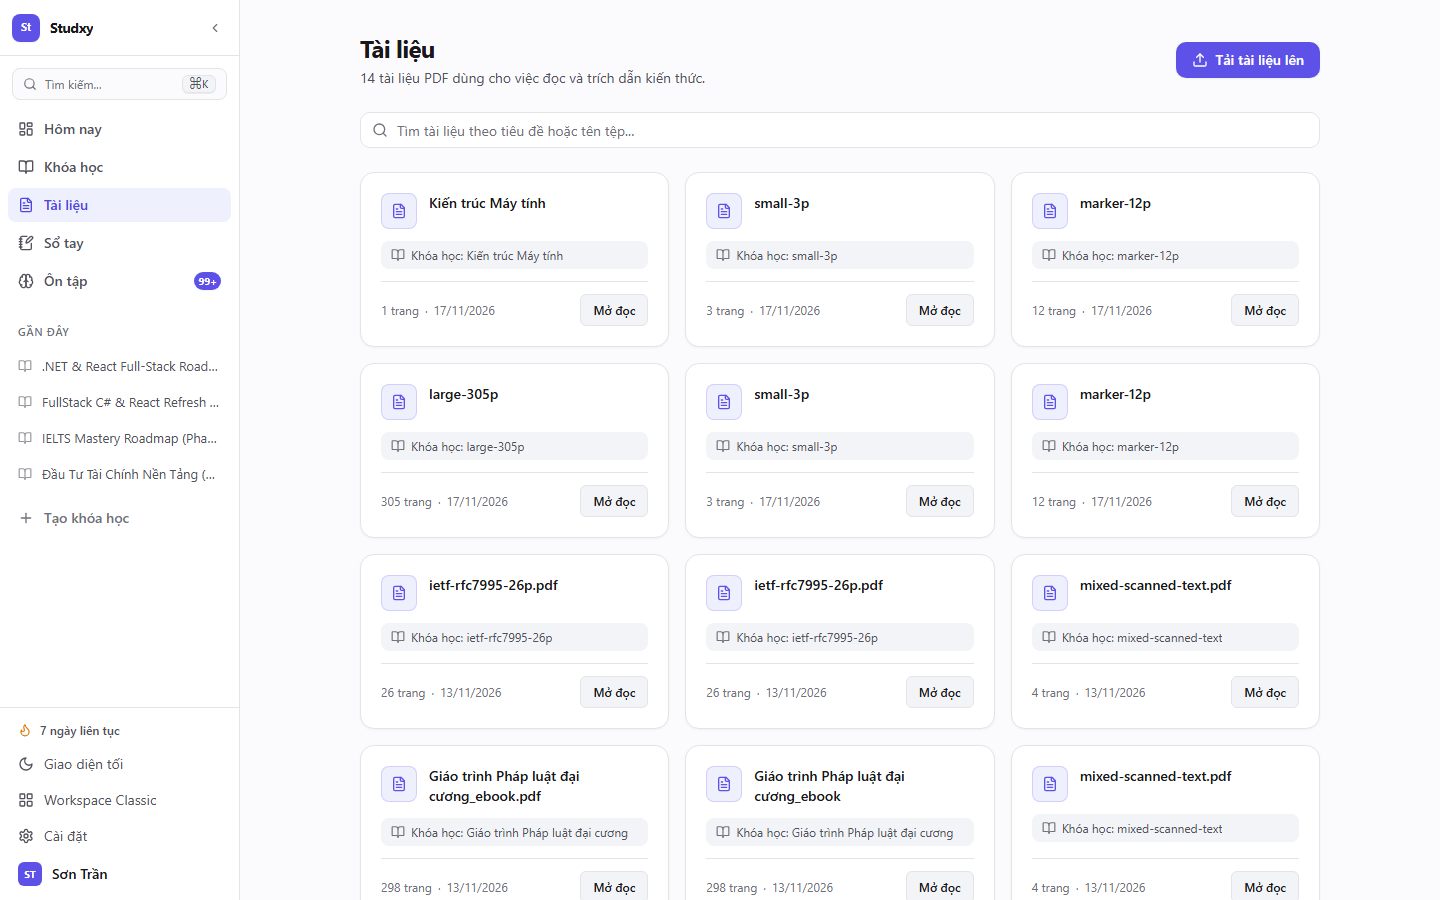 St Studxy
Tìm kiếm... ⌘K
Hôm nay
Khóa học
Tài liệu
Sổ tay
Ôn tập 99+
GẦN ĐÂY
.NET & React Full-Stack Road...
FullStack C# & React Refresh ...
IELTS Mastery Roadmap (Pha...
Đầu Tư Tài Chính Nền Tảng (...
Tạo khóa học
7 ngày liên tục
Giao diện tối
Workspace Classic
Cài đặt
ST Sơn Trần
Tài liệu
14 tài liệu PDF dùng cho việc đọc và trích dẫn kiến thức.
Tải tài liệu lên
Tìm tài liệu theo tiêu đề hoặc tên tệp...
Kiến trúc Máy tính
Khóa học: Kiến trúc Máy tính
1 trang · 17/11/2026 Mở đọc
small-3p
Khóa học: small-3p
3 trang · 17/11/2026 Mở đọc
marker-12p
Khóa học: marker-12p
12 trang · 17/11/2026 Mở đọc
large-305p
Khóa học: large-305p
305 trang · 17/11/2026 Mở đọc
small-3p
Khóa học: small-3p
3 trang · 17/11/2026 Mở đọc
marker-12p
Khóa học: marker-12p
12 trang · 17/11/2026 Mở đọc
ietf-rfc7995-26p.pdf
Khóa học: ietf-rfc7995-26p
26 trang · 13/11/2026 Mở đọc
ietf-rfc7995-26p.pdf
Khóa học: ietf-rfc7995-26p
26 trang · 13/11/2026 Mở đọc
mixed-scanned-text.pdf
Khóa học: mixed-scanned-text
4 trang · 13/11/2026 Mở đọc
Giáo trình Pháp luật đại
cương_ebook.pdf
Khóa học: Giáo trình Pháp luật đại cương
298 trang · 13/11/2026 Mở đọc
Giáo trình Pháp luật đại
cương_ebook
Khóa học: Giáo trình Pháp luật đại cương
298 trang · 13/11/2026 Mở đọc
mixed-scanned-text.pdf
Khóa học: mixed-scanned-text
4 trang · 13/11/2026 Mở đọc